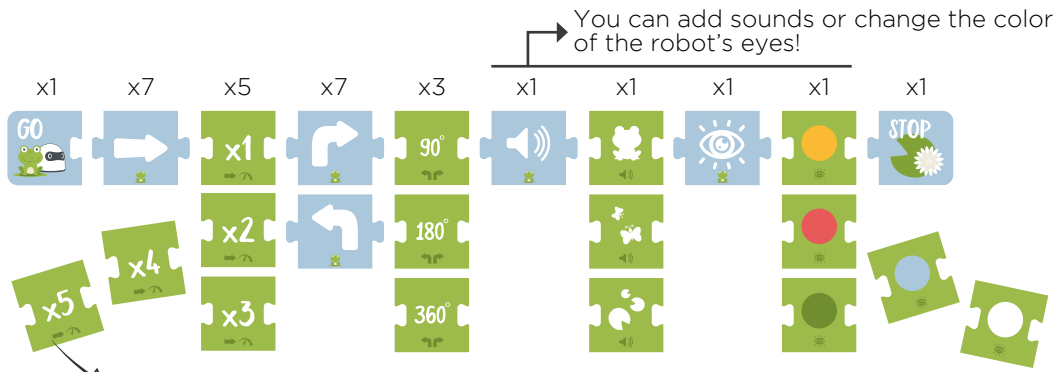 You can add sounds or change the color
of the robot's eyes!
x1 x7 x5 x7 x3 x1 x1 x1 x1 x1
GO x1 90° STOP
x2 180°
x4
x5 x3 360°